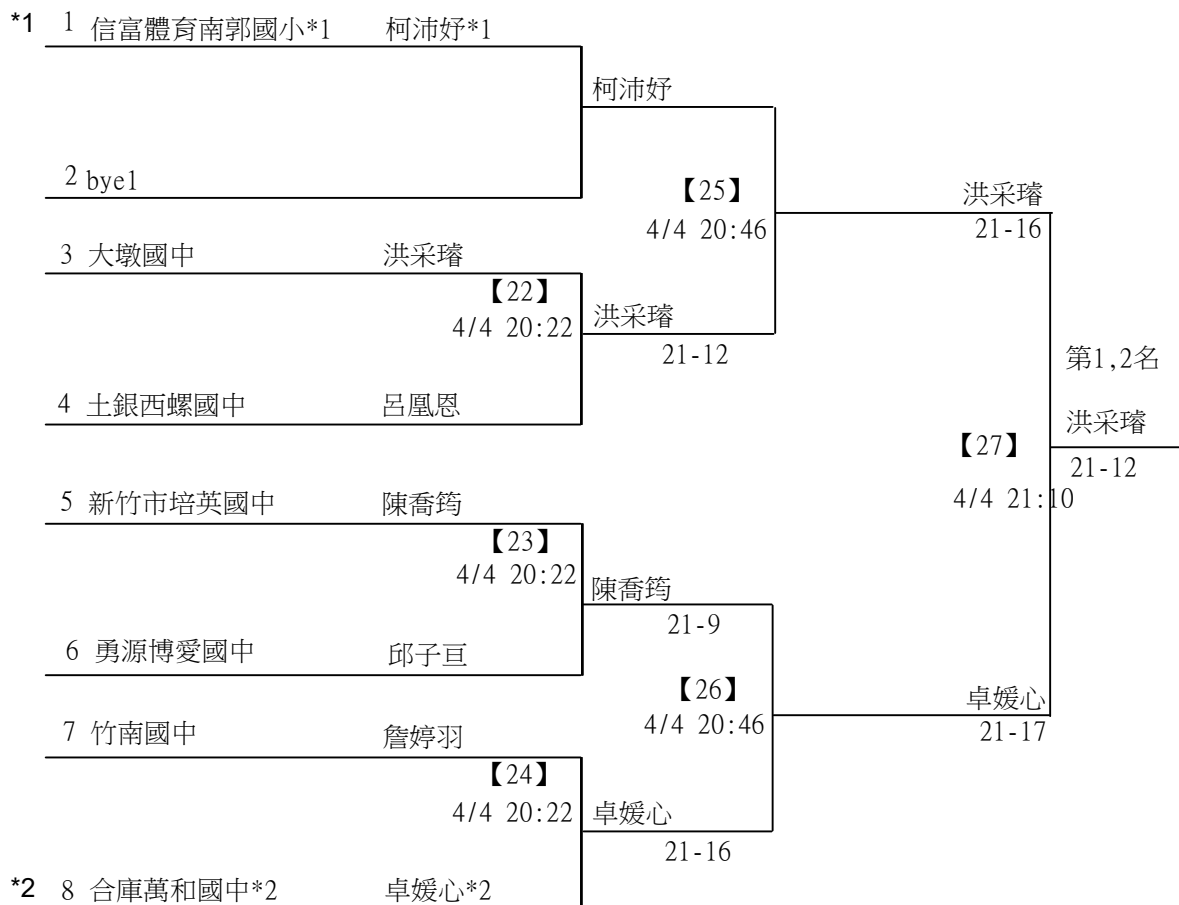 *1 1 信富體育南郭國小*1 柯沛妤*1
柯沛妤
2 bye1
【25】
4/4 20:46
洪采璿
21-16
3 大墩國中 洪采璿
【22】
4/4 20:22
洪采璿
21-12
第1,2名
4 土銀西螺國中 呂凰恩
洪采璿
21-12
【27】
4/4 21:10
5 新竹市培英國中 陳喬筠
【23】
4/4 20:22
陳喬筠
21-9
6 勇源博愛國中 邱子亘
【26】
4/4 20:46
卓媛心
21-17
7 竹南國中 詹婷羽
【24】
4/4 20:22
卓媛心
21-16
*2 8 合庫萬和國中*2 卓媛心*2